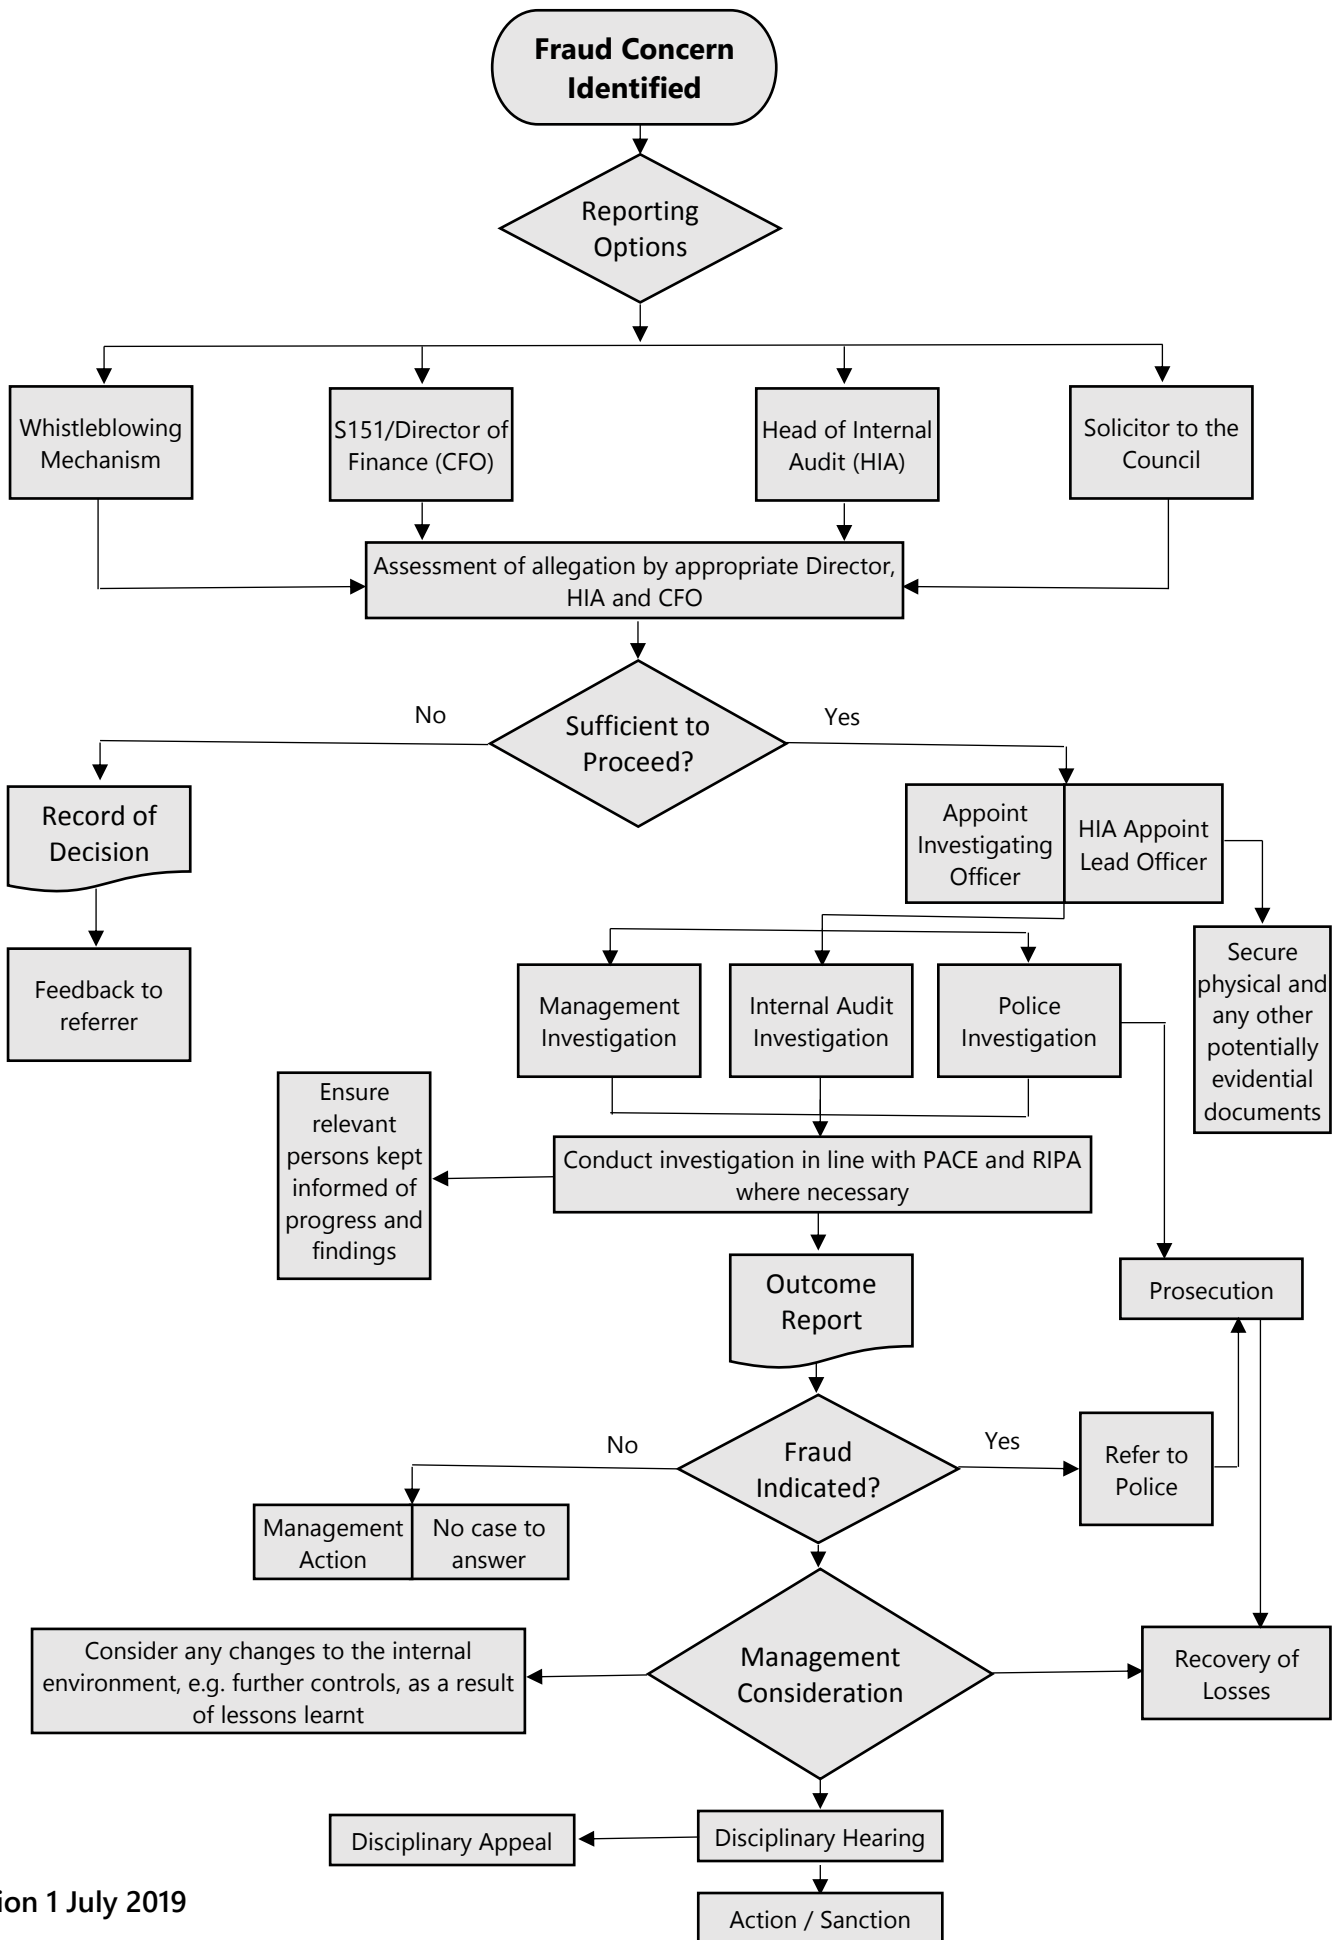 Fraud Concern
Identified
Reporting
Options
Whistleblowing
Mechanism
S151/Director of
Finance (CFO)
Head of Internal
Audit (HIA)
Solicitor to the
Council
Assessment of allegation by appropriate Director,
HIA and CFO
No
Sufficient to
Proceed?
Yes
Record of
Decision
Feedback to
referrer
Appoint
Investigating
Officer
HIA Appoint
Lead Officer
Secure
physical and
any other
potentially
evidential
documents
Management
Investigation
Internal Audit
Investigation
Police
Investigation
Ensure
relevant
persons kept
informed of
progress and
findings
Conduct investigation in line with PACE and RIPA
where necessary
Outcome
Report
Prosecution
No
Fraud
Indicated?
Yes
Refer to
Police
Management
Action
No case to
answer
Consider any changes to the internal
environment, e.g. further controls, as a result
of lessons learnt
Management
Consideration
Recovery of
Losses
Disciplinary Appeal
Disciplinary Hearing
Action / Sanction
ion 1 July 2019